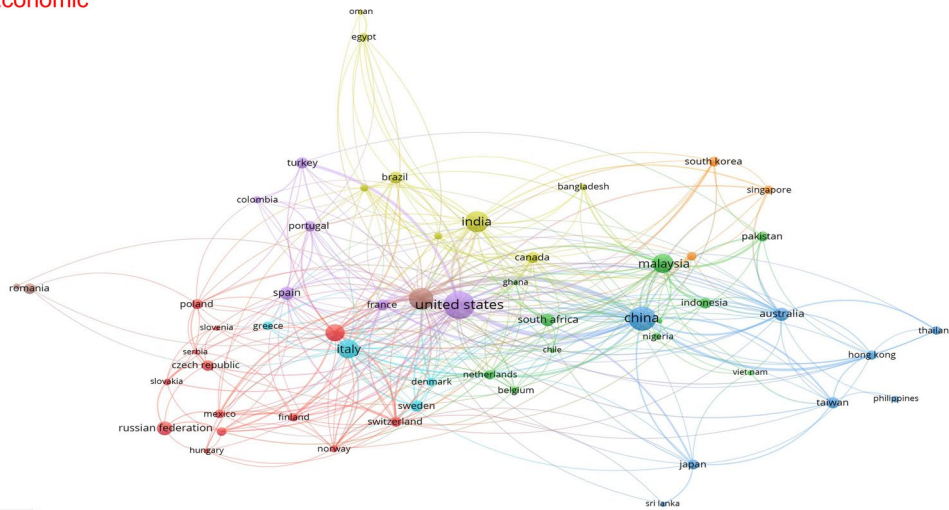 Economic
oman
egypt
turkey
brazil
south korea
bangladesh
singapore
colombia
india
portugal
pakistan
canada
malaysia
ghana
romania
spain
poland
france
united states
indonesia
south africa
china
australia
slovenia
greece
thailan
nigeria
italy
chile
serbia
czech republic
hong kong
viet nam
netherlands
slovakia
denmark
belgium
philippines
taiwan
sweden
mexico
finland
switzerland
russian federation
hungary
norway
japan
sri lanka